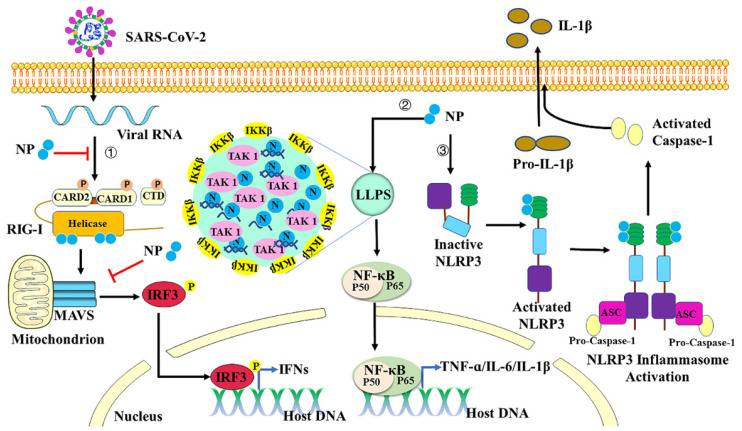 SARS-CoV-2
IL-1β
Viral RNA
NP
①
P
P
P
CARD2
CARD1
CTD
RIG-I
Helicase
NP
MAVS
Mitochondrion
IRF3
P
IRF3
P
IFNs
Host DNA
Nucleus
IKKβ
IKKβ
IKKβ
IKKβ
IKKβ
IKKβ
IKKβ
IKKβ
IKKβ
IKKβ
IKKβ
IKKβ
TAK 1
TAK 1
TAK 1
TAK 1
TAK 1
TAK 1
TAK 1
N
N
N
N
N
N
N
N
N
N
②
NP
③
LLPS
NF-κB
P50
P65
NF-κB
P50
P65
TNF-α/IL-6/IL-1β
Host DNA
Inactive
NLRP3
Activated
NLRP3
Pro-IL-1β
Activated
Caspase-1
ASC
ASC
Pro-Caspase-1
Pro-Caspase-1
NLRP3 Inflammasome
Activation